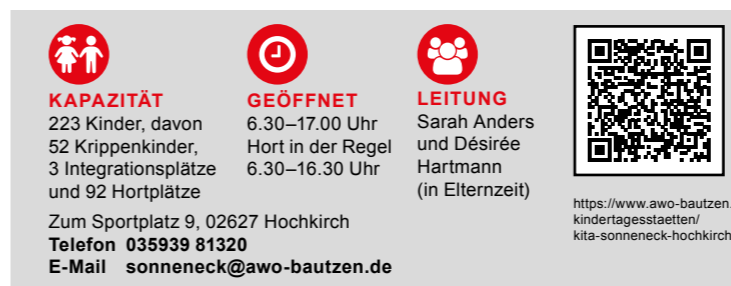 KAPAZITÄT
223 Kinder, davon
52 Krippenkinder,
3 Integrationsplätze
und 92 Hortplätze
GEÖFFNET
6.30–17.00 Uhr
Hort in der Regel
6.30–16.30 Uhr
LEITUNG
Sarah Anders
und Désirée
Hartmann
(in Elternzeit)
https://www.awo-bautzen.
kindertagesstaetten/
kita-sonneneck-hochkirch
Zum Sportplatz 9, 02627 Hochkirch
Telefon 035939 81320
E-Mail sonneneck@awo-bautzen.de